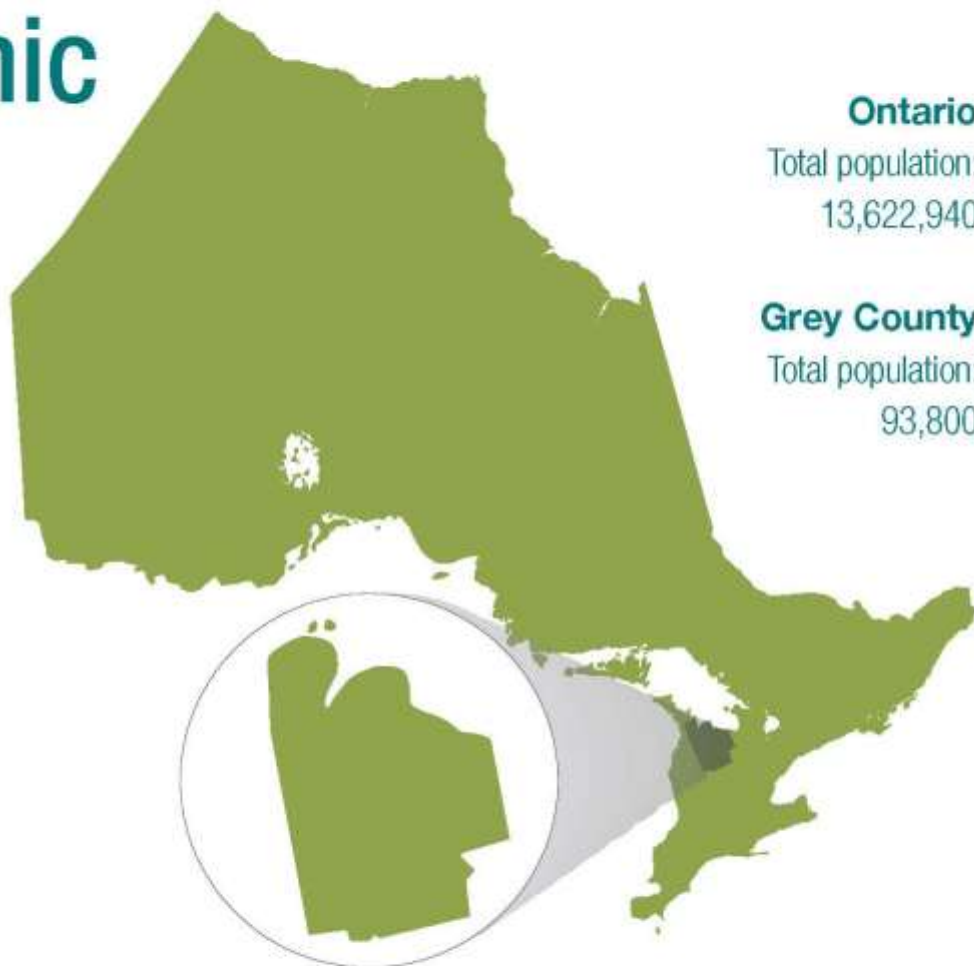 nic
Ontario
Total population
13,622,940
Grey County
Total population
93,800